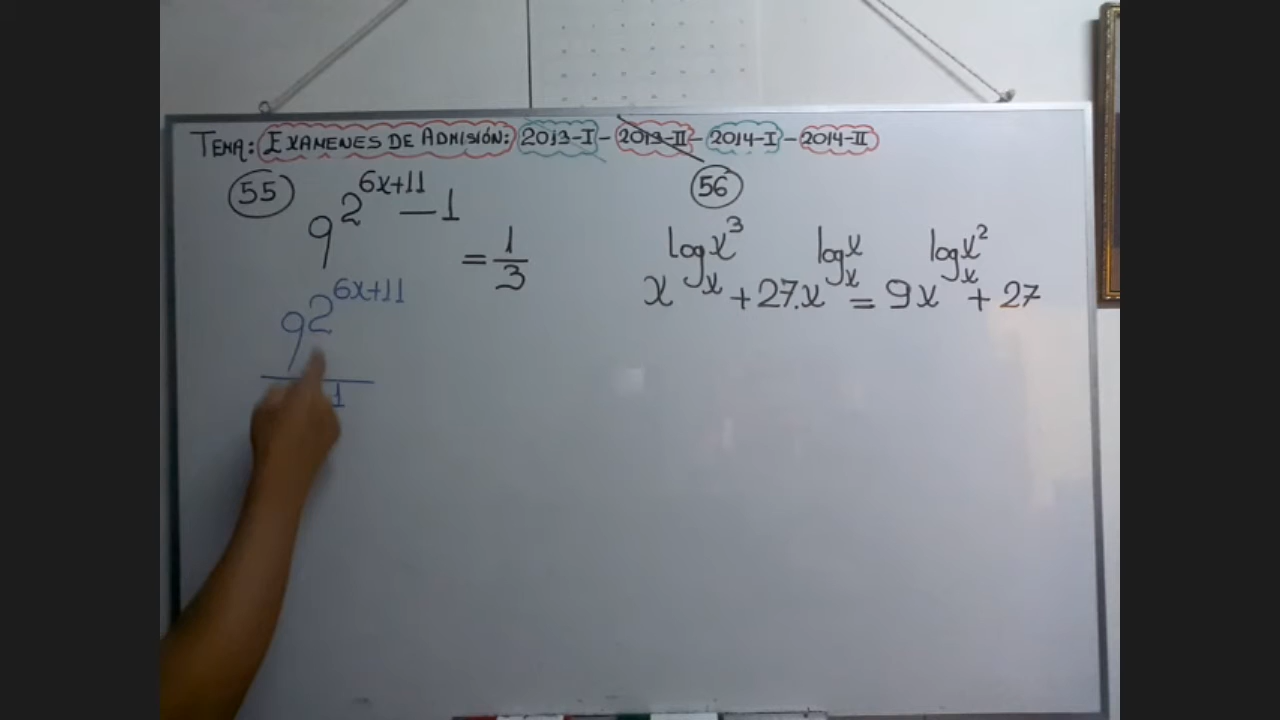 TEMA: EXAMENES DE ADMISIÓN: 2013-I - 2013-II - 2014-I - 2014-II
55
9^2^6x+11 - 1 = 1/3
9^2^6x+11
1
56
x^log_x x^3 + 27.x^log_x x = 9x^log_x x^2 + 27